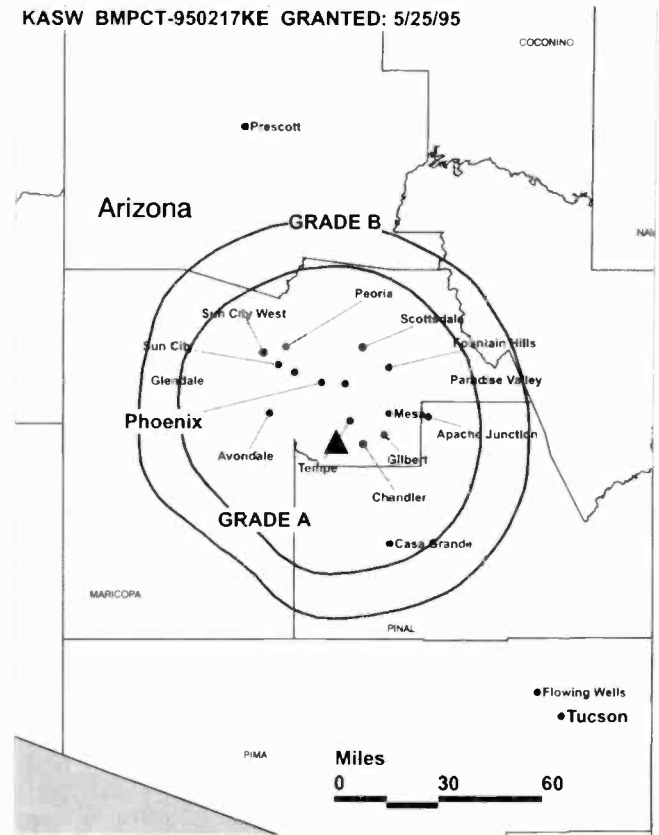 KASW BMPCT-950217KE GRANTED: 5/25/95
COCONINO
Prescott
Arizona
GRADE B
Peoria
Sun City West
Scottsdale
Sun City
Fountain Hills
Glendale
Paradise Valley
Phoenix
Mesa
Apache Junction
Avondale
Tempe
Gilbert
Chandler
GRADE A
Casa Grande
MARICOPA
PINAL
Flowing Wells
Tucson
PIMA
Miles
0 30 60